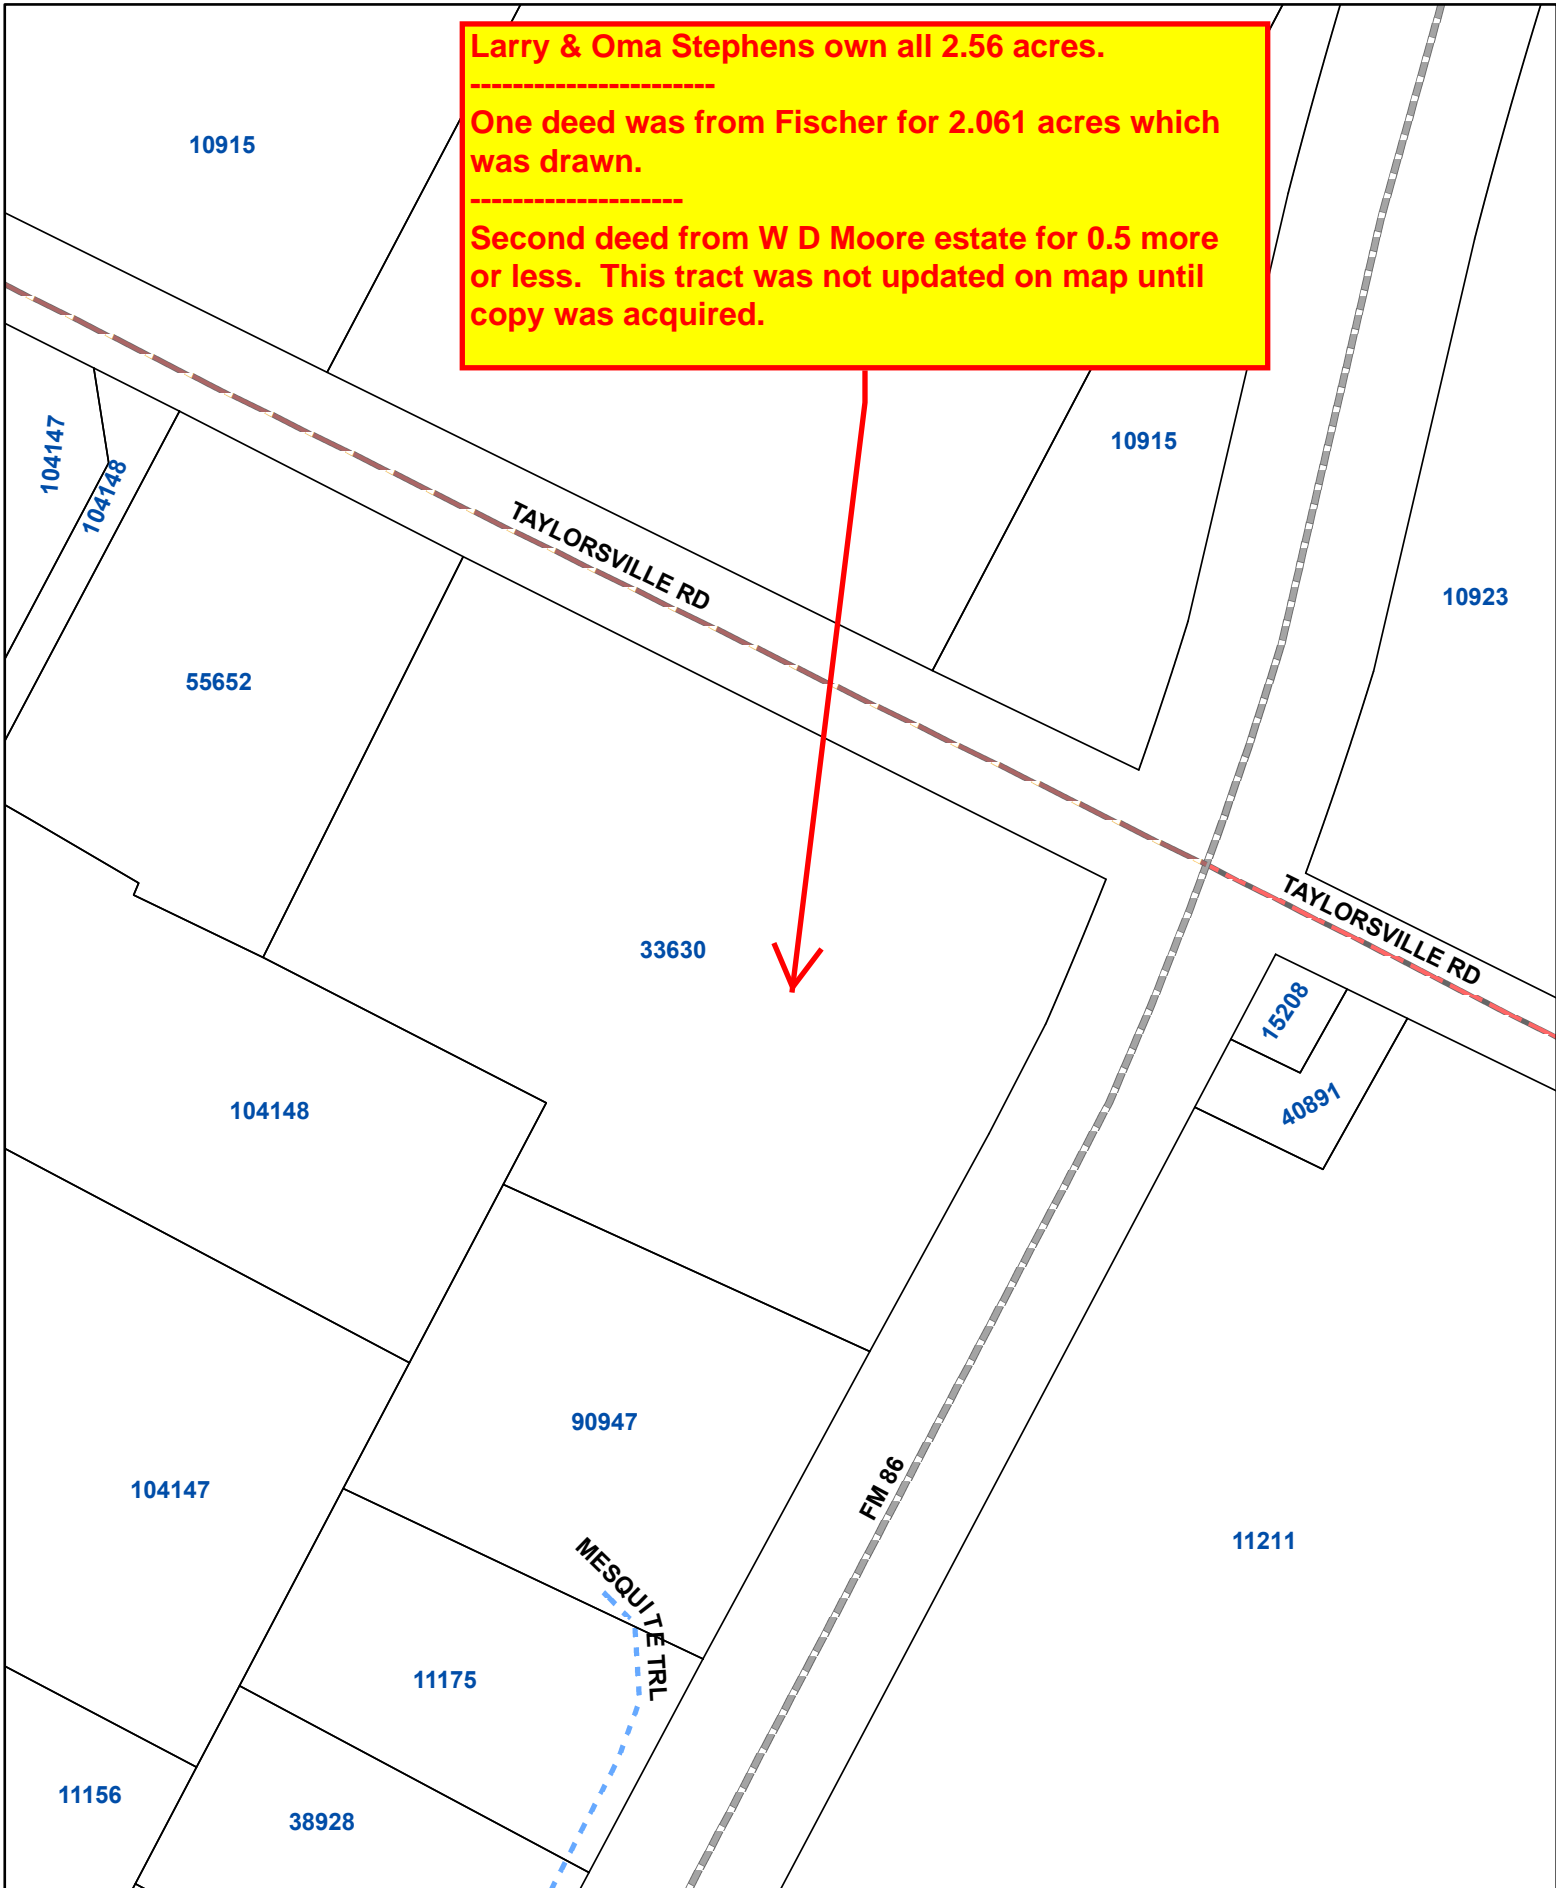 Larry & Oma Stephens own all 2.56 acres.
-----------------------
One deed was from Fischer for 2.061 acres which
was drawn.
--------------------
Second deed from W D Moore estate for 0.5 more
or less.  This tract was not updated on map until
copy was acquired.
10915
10915
104147
104148
TAYLORSVILLE RD
10923
55652
33630
TAYLORSVILLE RD
15208
40891
104148
90947
104147
FM 86
11211
MESQUITE TRL
11175
11156
38928